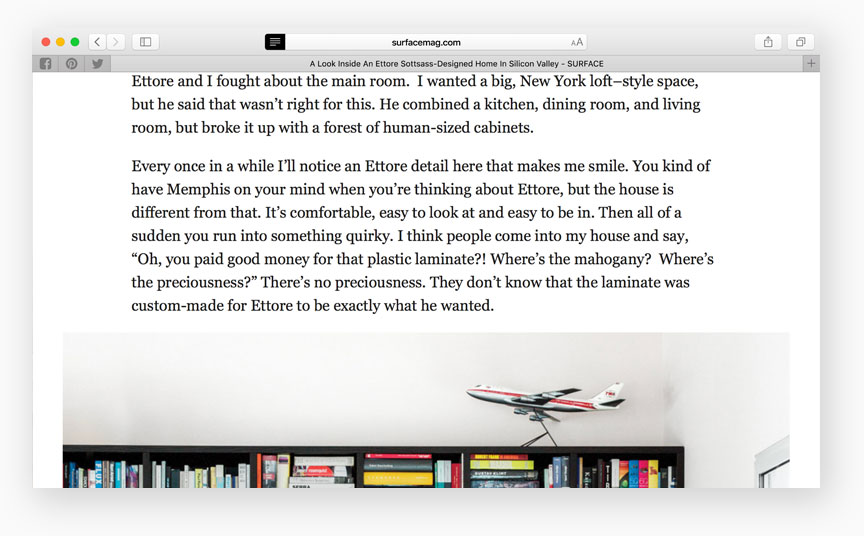 surfacemag.com
AA
A Look Inside An Ettore Sottsass-Designed Home In Silicon Valley - SURFACE
Ettore and I fought about the main room.  I wanted a big, New York loft–style space,
but he said that wasn’t right for this. He combined a kitchen, dining room, and living
room, but broke it up with a forest of human-sized cabinets.
Every once in a while I’ll notice an Ettore detail here that makes me smile. You kind of
have Memphis on your mind when you’re thinking about Ettore, but the house is
different from that. It’s comfortable, easy to look at and easy to be in. Then all of a
sudden you run into something quirky. I think people come into my house and say,
“Oh, you paid good money for that plastic laminate?! Where’s the mahogany?  Where’s
the preciousness?” There’s no preciousness. They don’t know that the laminate was
custom-made for Ettore to be exactly what he wanted.